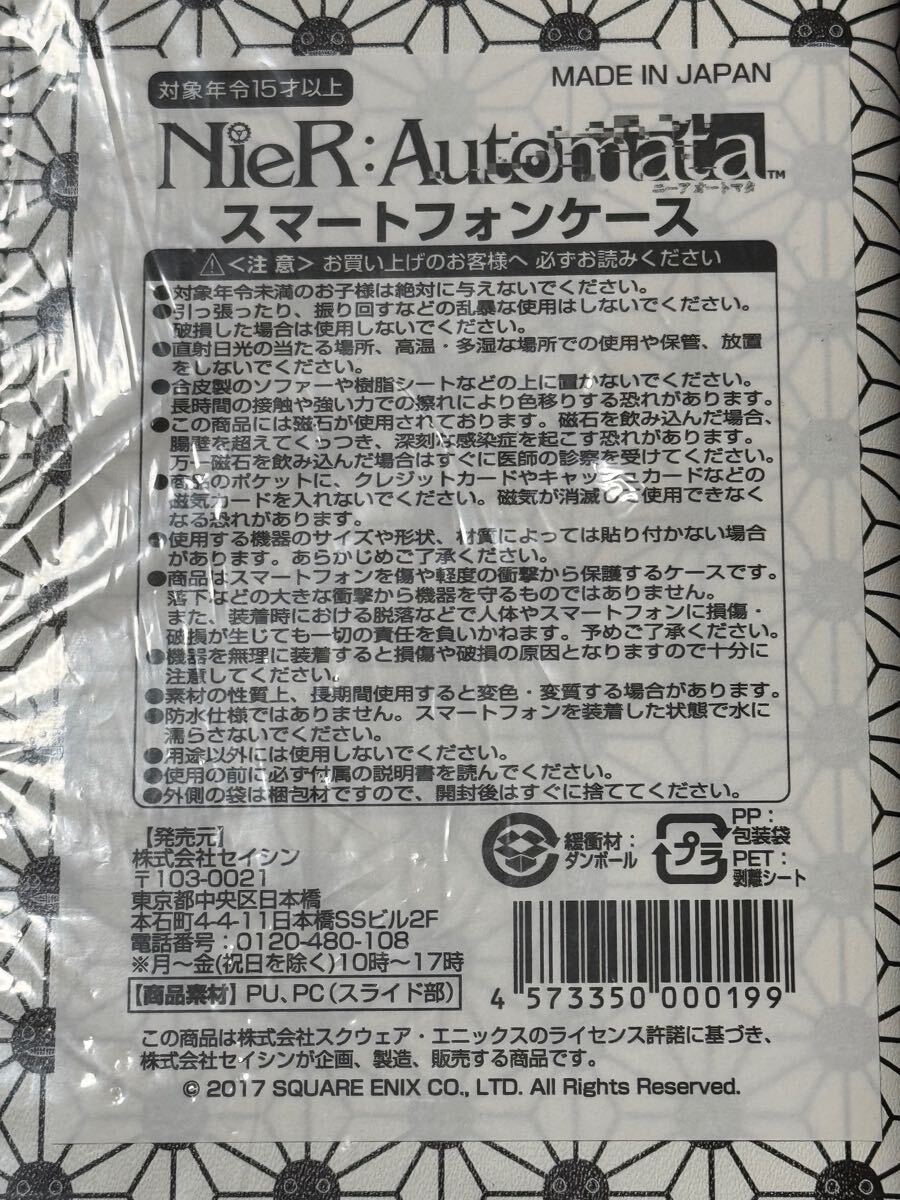 対象年令15才以上
MADE IN JAPAN
NieR:Automata™
ニーア オートマタ
スマートフォンケース
⚠<注 意> お買い上げのお客様へ 必ずお読みください
●対象年令未満のお子様は絶対に与えないでください。
●引っ張ったり、振り回すなどの乱暴な使用はしないでください。
破損した場合は使用しないでください。
●直射日光の当たる場所、高温・多湿な場所での使用や保管、放置
をしないでください。
●合皮製のソファーや樹脂シートなどの上に置かないでください。
長時間の接触や強い力での擦れにより色移りする恐れがあります。
●この商品には磁石が使用されております。磁石を飲み込んだ場合、
腸壁を超えてくっつき、深刻な感染症を起こす恐れがあります。
万一磁石を飲み込んだ場合はすぐに医師の診察を受けてください。
●商品のポケットに、クレジットカードやキャッシュカードなどの
磁気カードを入れないでください。磁気が消滅して使用できなく
なる恐れがあります。
●使用する機器のサイズや形状、材質によっては貼り付かない場合
があります。あらかじめご了承ください。
●商品はスマートフォンを傷や軽度の衝撃から保護するケースです。
落下などの大きな衝撃から機器を守るものではありません。
また、装着時における脱落などで人体やスマートフォンに損傷・
破損が生じても一切の責任を負いかねます。予めご了承ください。
●機器を無理に装着すると損傷や破損の原因となりますので十分に
注意してください。
●素材の性質上、長期間使用すると変色・変質する場合があります。
●防水仕様ではありません。スマートフォンを装着した状態で水に
濡らさないでください。
●用途以外には使用しないでください。
●使用の前に必ず付属の説明書を読んでください。
●外側の袋は梱包材ですので、開封後はすぐに捨ててください。
【発売元】
株式会社セイシン
〒103-0021
東京都中央区日本橋
本石町4-4-11日本橋SSビル2F
電話番号：0120-480-108
※月〜金(祝日を除く)10時〜17時
【商品素材】PU、PC(スライド部)
緩衝材：
ダンボール
プラ
PP：
包装袋
PET：
剥離シート
4 573350 000199
この商品は株式会社スクウェア・エニックスのライセンス許諾に基づき、
株式会社セイシンが企画、製造、販売する商品です。
© 2017 SQUARE ENIX CO., LTD. All Rights Reserved.